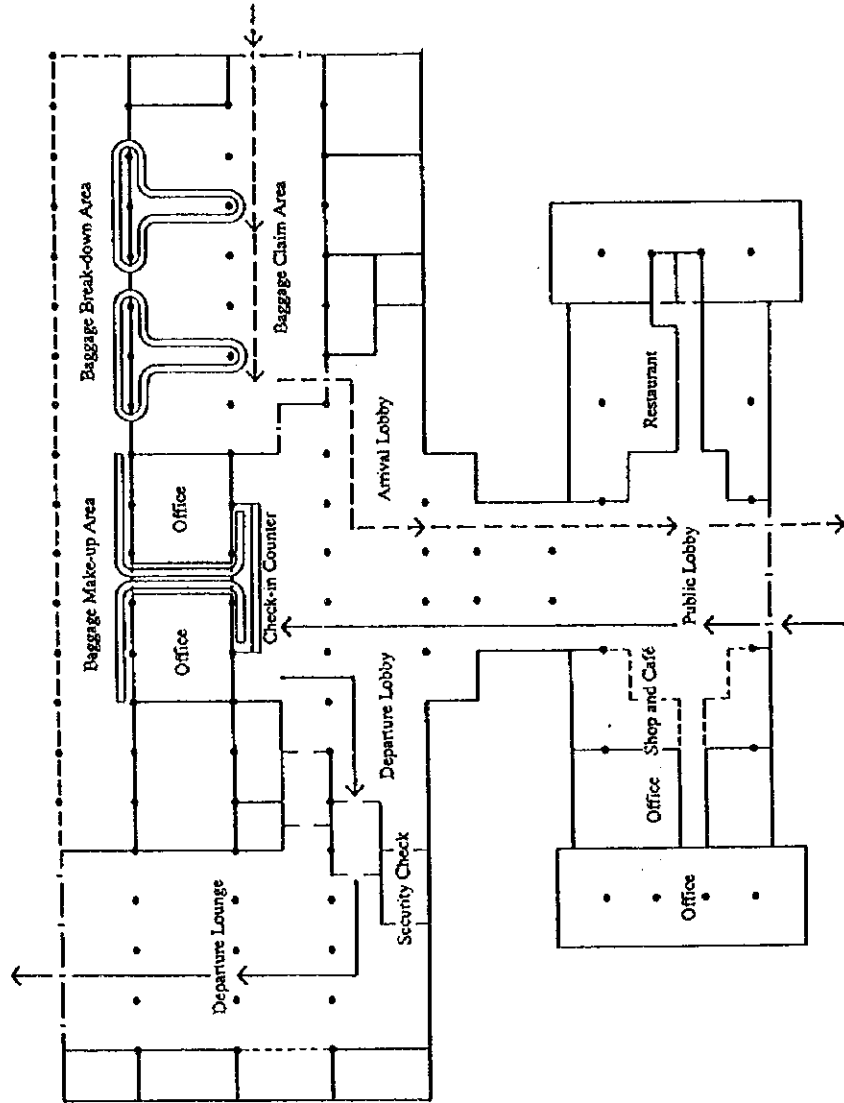 Baggage Break-down Area
Baggage Claim Area
Baggage Make-up Area
Office
Office
Check-in Counter
Arrival Lobby
Departure Lobby
Security Check
Departure Lounge
Restaurant
Public Lobby
Shop and Café
Office
Office